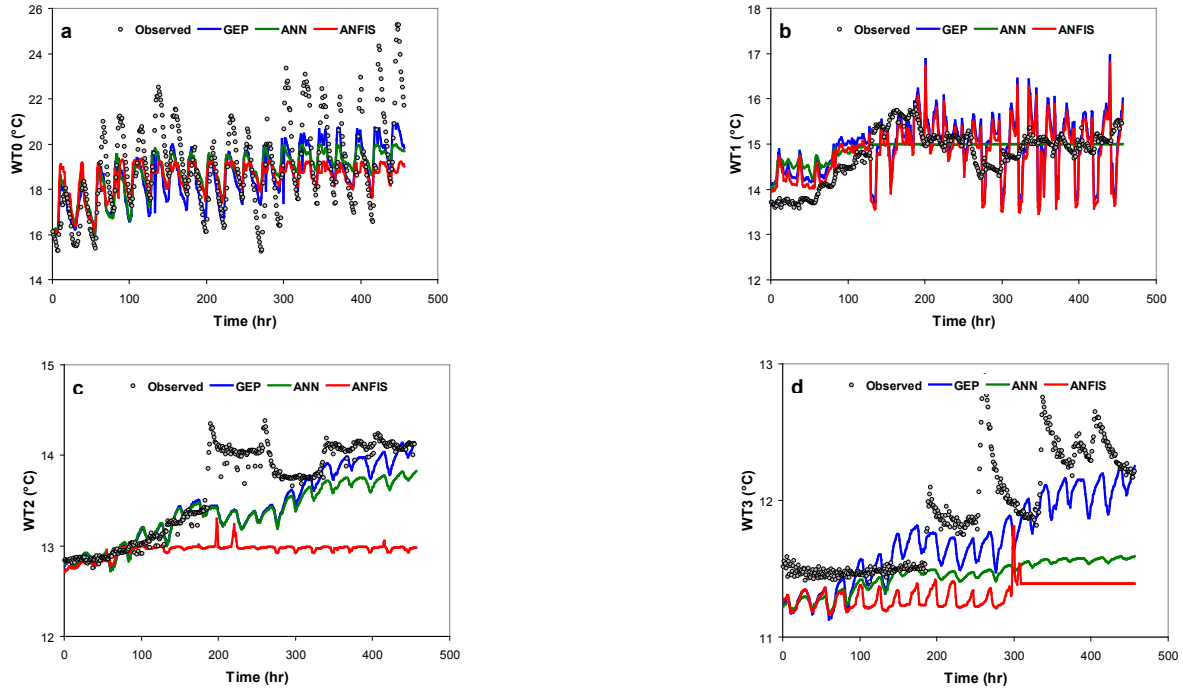 a Observed GEP ANN ANFIS
26
24
22
20
18
16
14
WT0 (°C)
0 100 200 300 400 500
Time (hr)
b Observed GEP ANN ANFIS
18
17
16
15
14
13
12
WT1 (°C)
0 100 200 300 400 500
Time (hr)
c Observed GEP ANN ANFIS
15
14
13
12
WT2 (°C)
0 100 200 300 400 500
Time (hr)
d Observed GEP ANN ANFIS
13
12
11
WT3 (°C)
0 100 200 300 400 500
Time (hr)